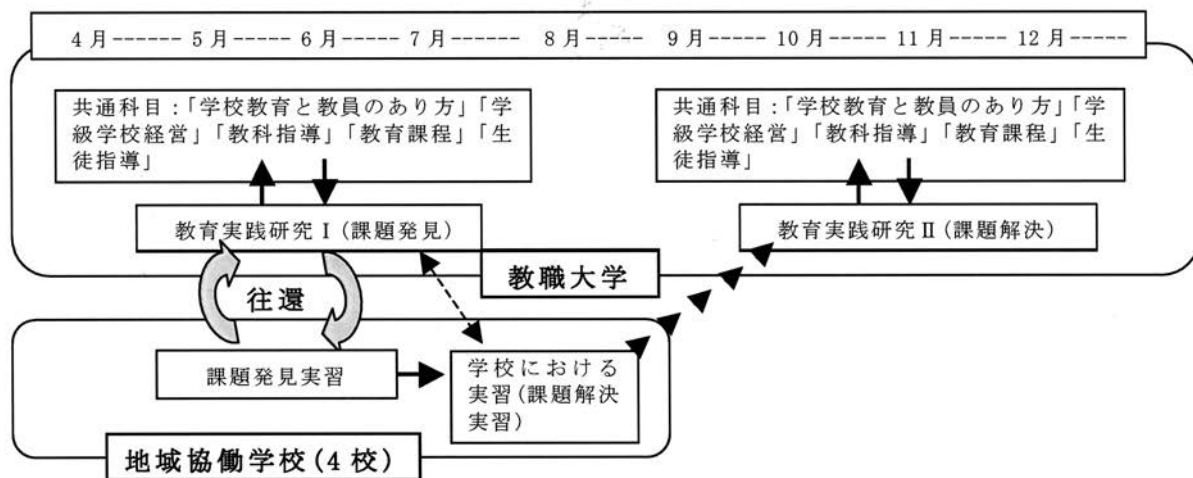 4月------ 5月----- 6月----- 7月------ 8月----- 9月----- 10月----- 11月----- 12月-----
共通科目:「学校教育と教員のあり方」「学
級学校経営」「教科指導」「教育課程」「生
徒指導」
共通科目:「学校教育と教員のあり方」「学
級学校経営」「教科指導」「教育課程」「生
徒指導」
教育実践研究Ⅰ(課題発見)
教育実践研究Ⅱ(課題解決)
教職大学
往還
課題発見実習
学校における
実習(課題解決
実習)
地域協働学校(4校)